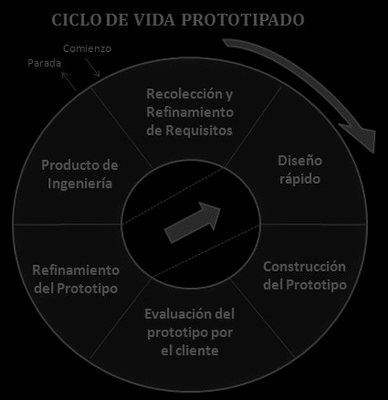 CICLO DE VIDA PROTOTIPADO
Comienzo
Parada
Recolección y
Refinamiento
de Requisitos
Diseño
rápido
Construcción
del Prototipo
Evaluación del
prototipo por
el cliente
Refinamiento
del Prototipo
Producto de
Ingeniería